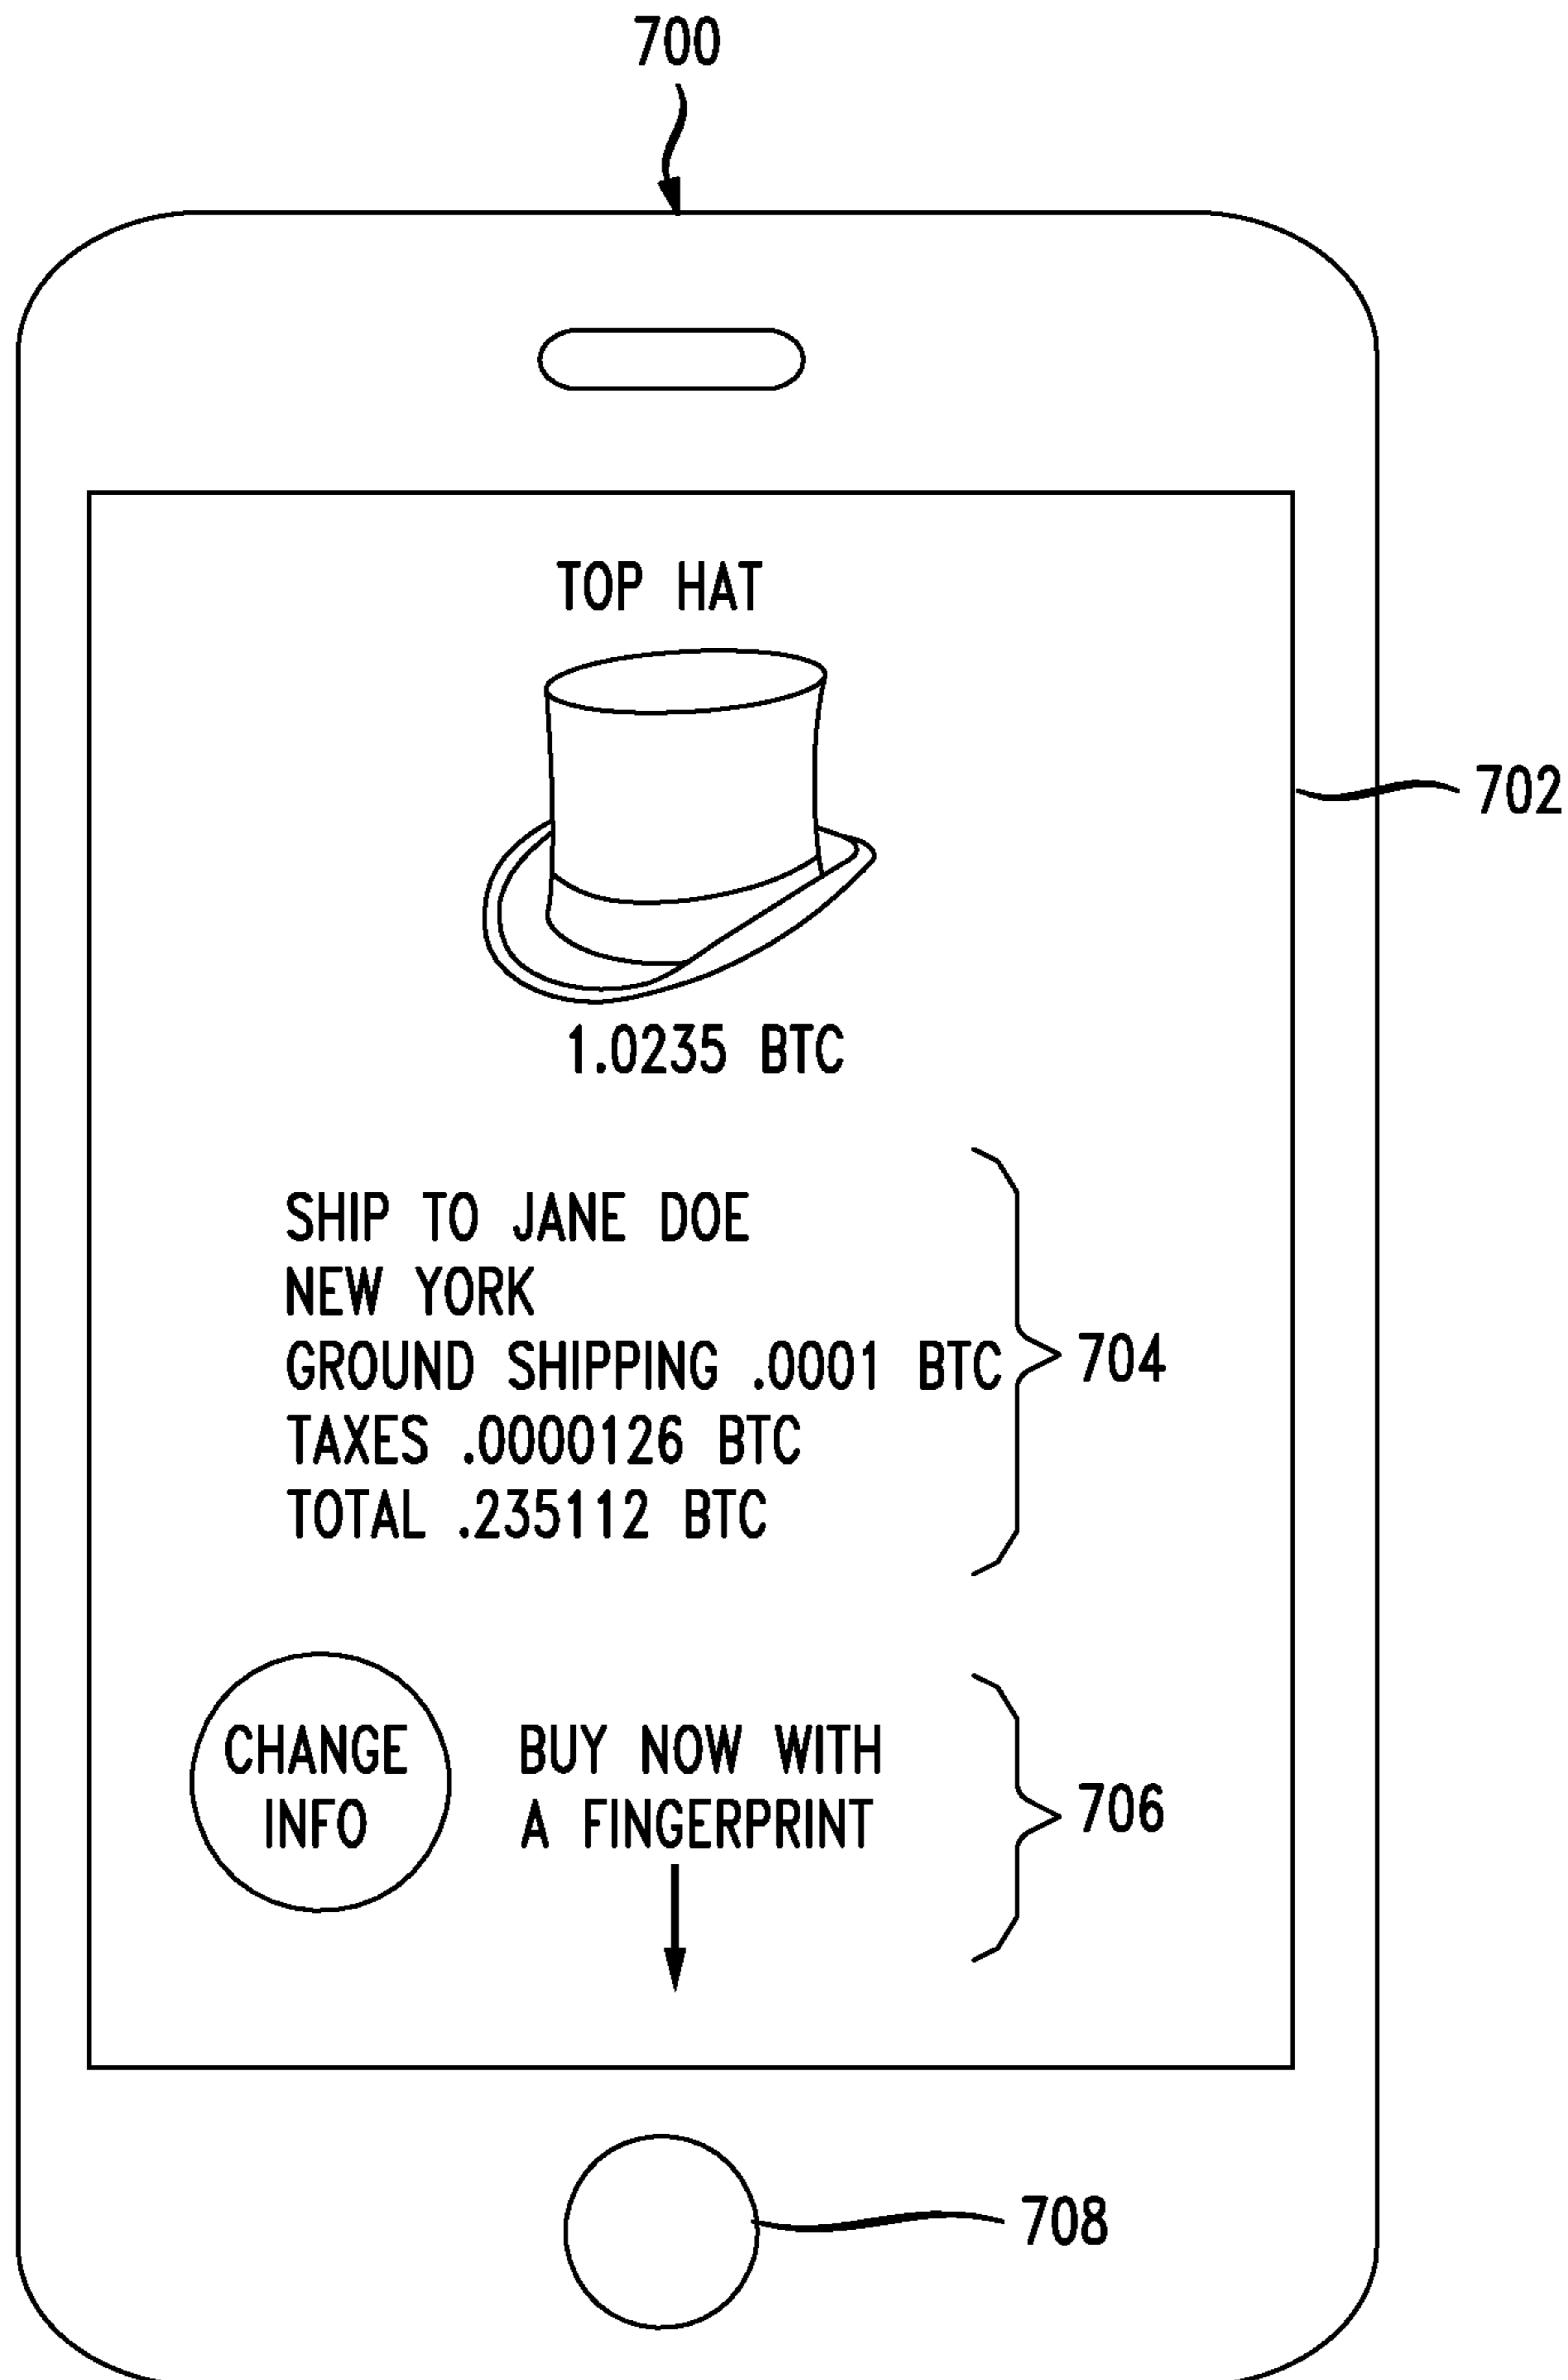 700
TOP HAT
702
1.0235 BTC
SHIP TO JANE DOE
NEW YORK
GROUND SHIPPING .0001 BTC
704
TAXES .0000126 BTC
TOTAL .235112 BTC
CHANGE
INFO
BUY NOW WITH
A FINGERPRINT
706
708